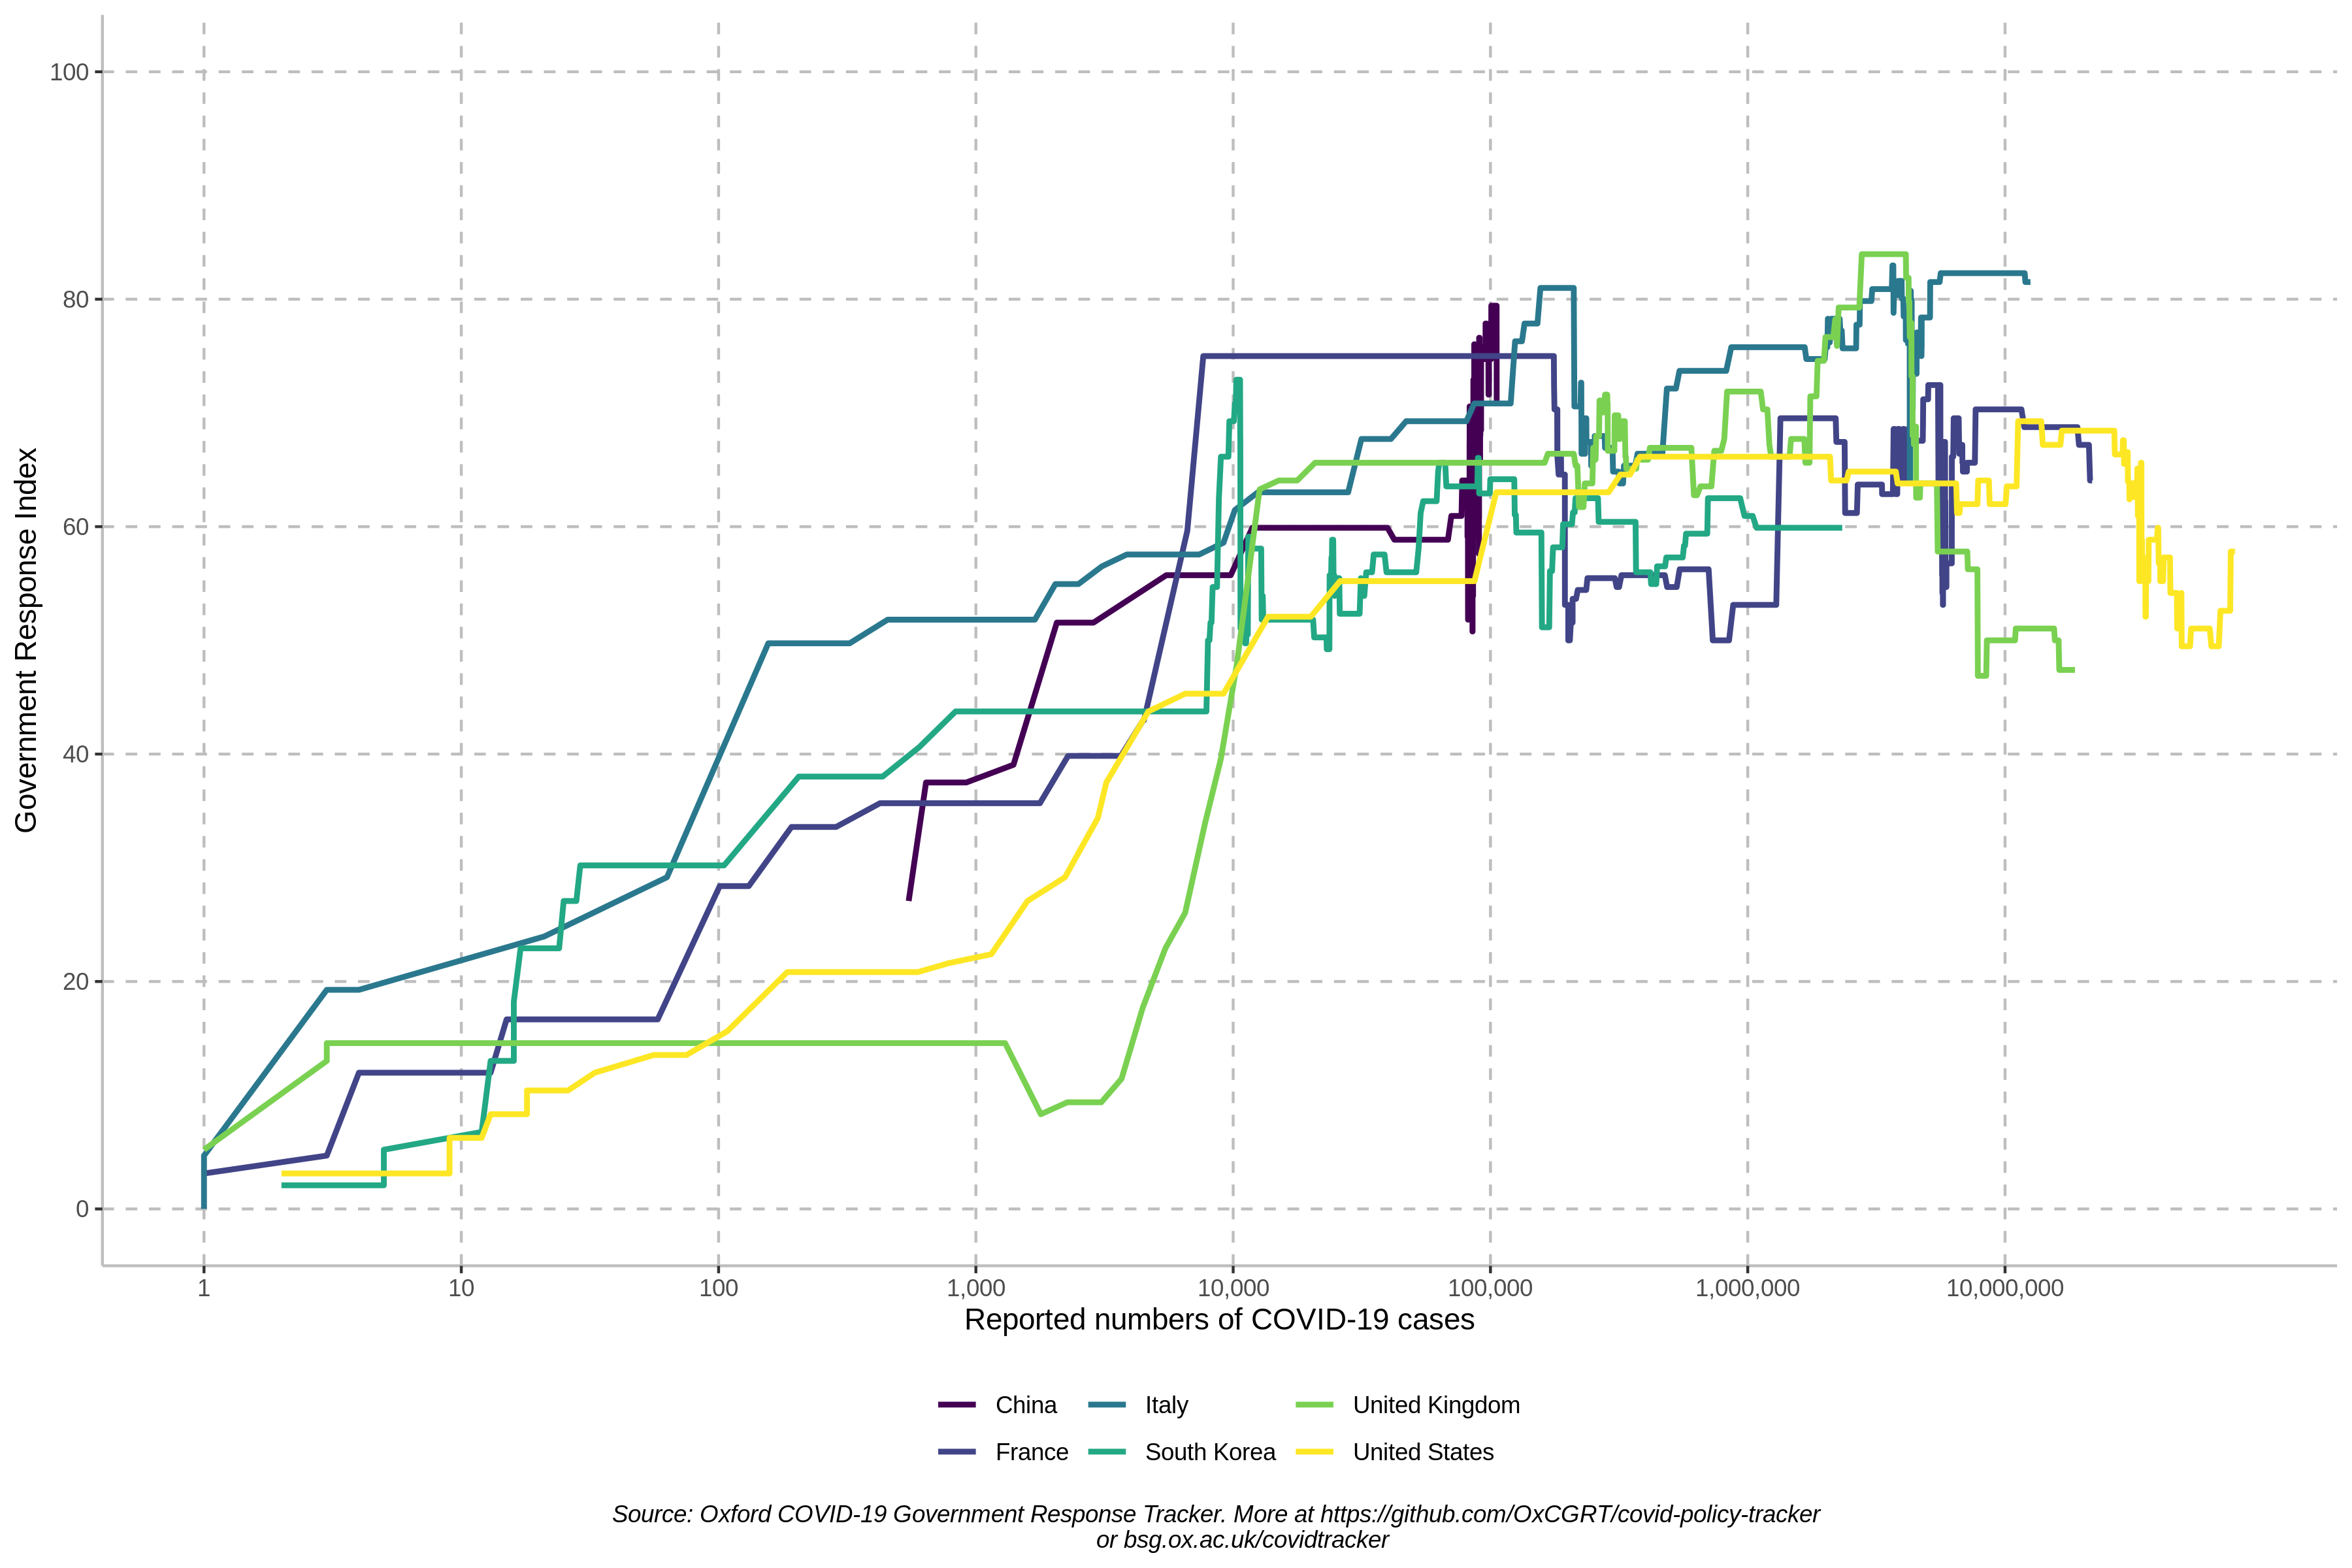 Government Response Index
100
80
60
40
20
0
1 10 100 1,000 10,000 100,000 1,000,000 10,000,000
Reported numbers of COVID-19 cases
China Italy United Kingdom
France South Korea United States
Source: Oxford COVID-19 Government Response Tracker. More at https://github.com/OxCGRT/covid-policy-tracker
or bsg.ox.ac.uk/covidtracker